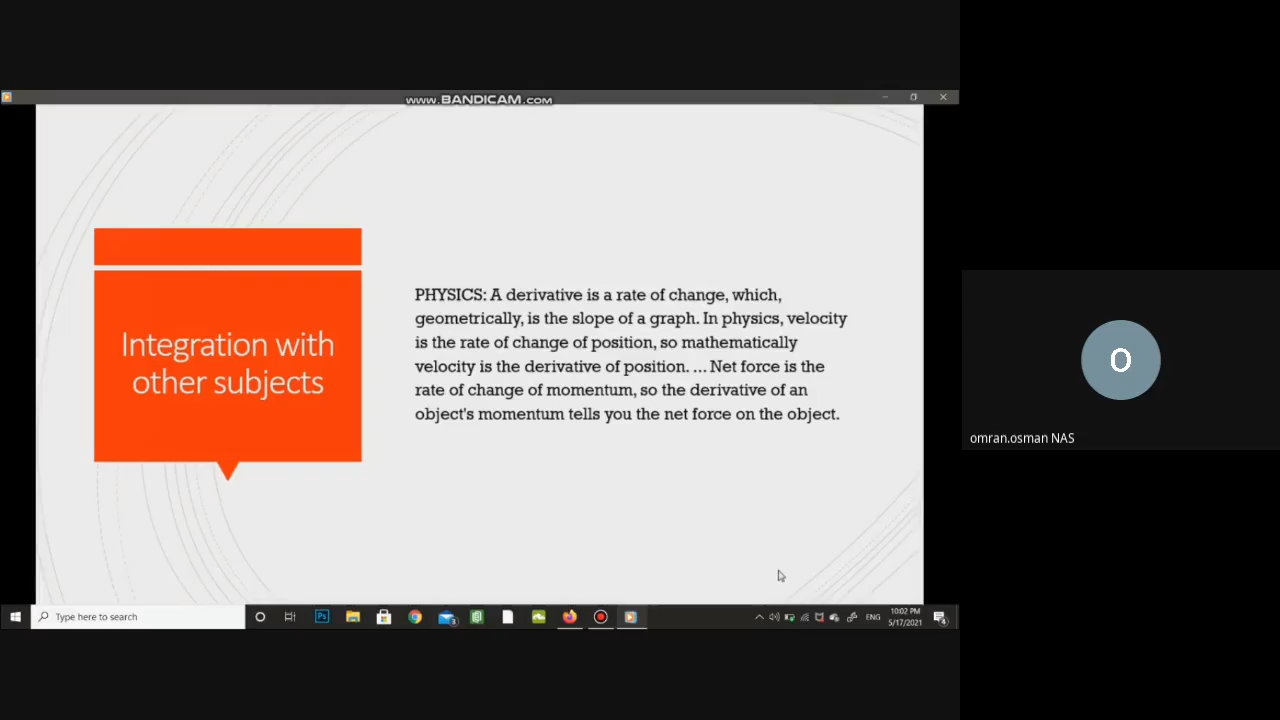 www.BANDICAM.com
Integration with
other subjects
PHYSICS: A derivative is a rate of change, which,
geometrically, is the slope of a graph. In physics, velocity
is the rate of change of position, so mathematically
velocity is the derivative of position. ... Net force is the
rate of change of momentum, so the derivative of an
object's momentum tells you the net force on the object.
O
omran.osman NAS
Type here to search
Ps
3
ENG
10:02 PM
5/17/2021
4